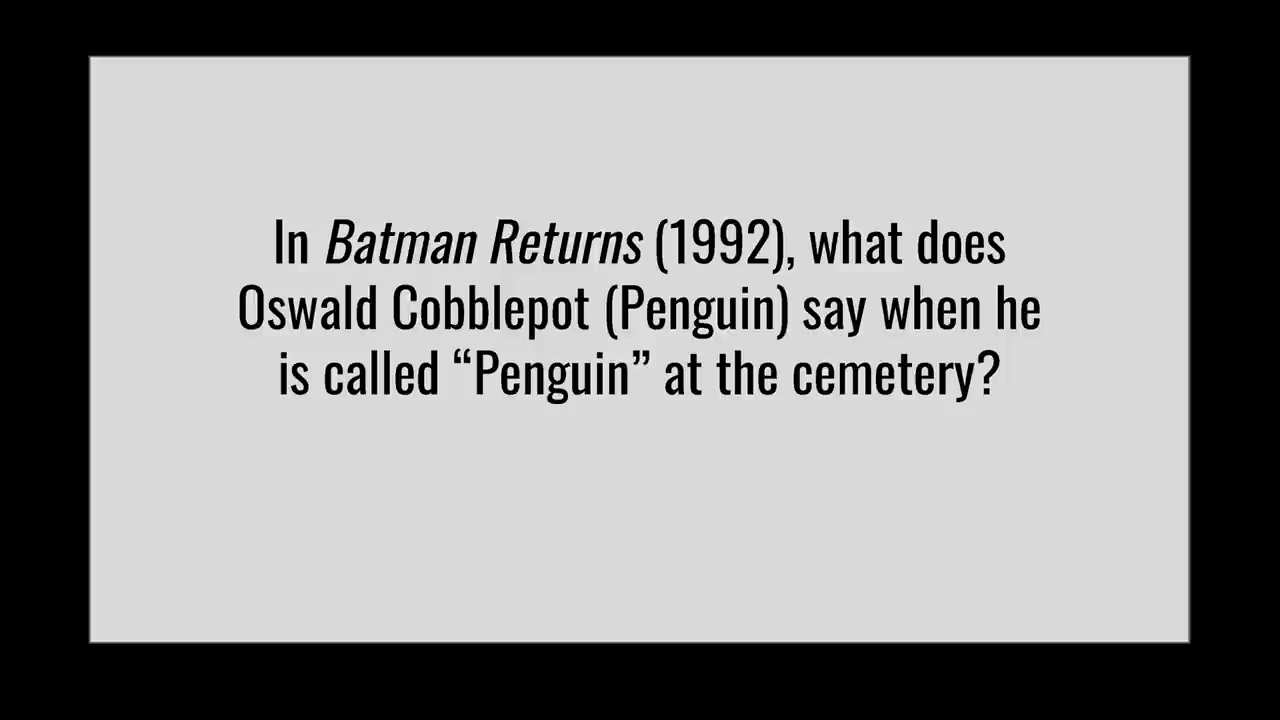 In Batman Returns (1992), what does
Oswald Cobblepot (Penguin) say when he
is called “Penguin” at the cemetery?